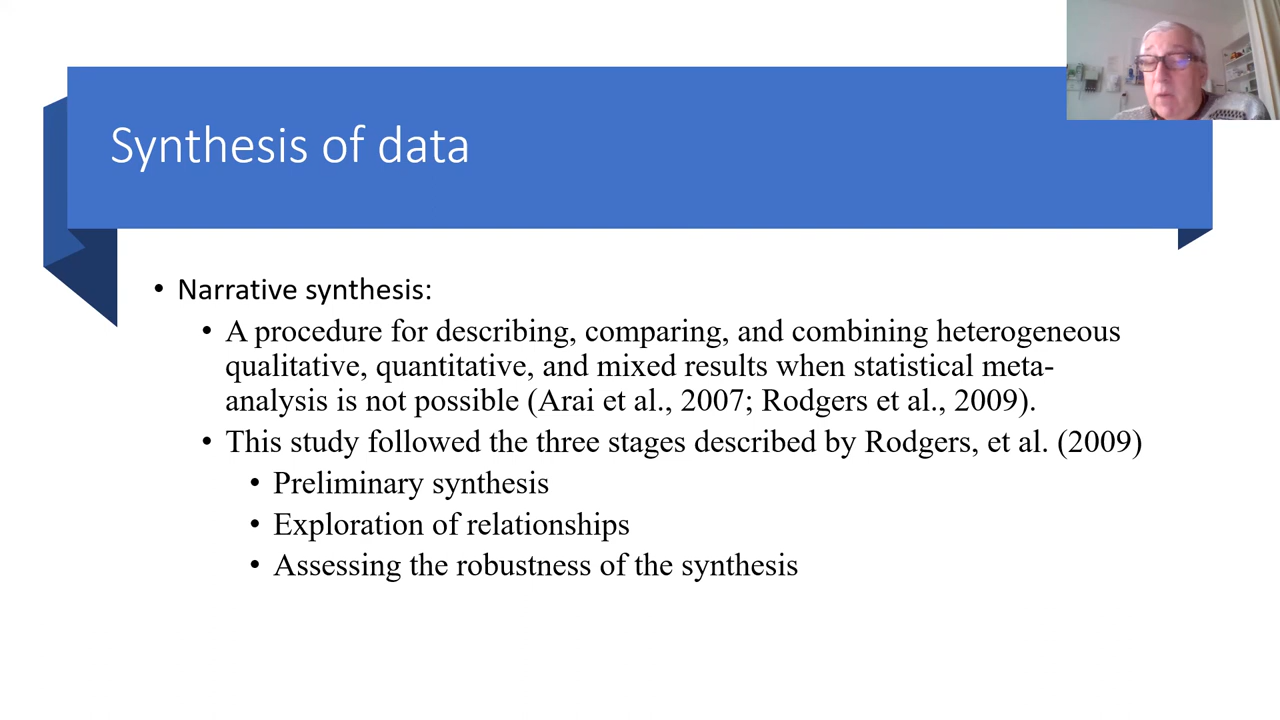 Synthesis of data
• Narrative synthesis:
• A procedure for describing, comparing, and combining heterogeneous
qualitative, quantitative, and mixed results when statistical meta-
analysis is not possible (Arai et al., 2007; Rodgers et al., 2009).
• This study followed the three stages described by Rodgers, et al. (2009)
• Preliminary synthesis
• Exploration of relationships
• Assessing the robustness of the synthesis